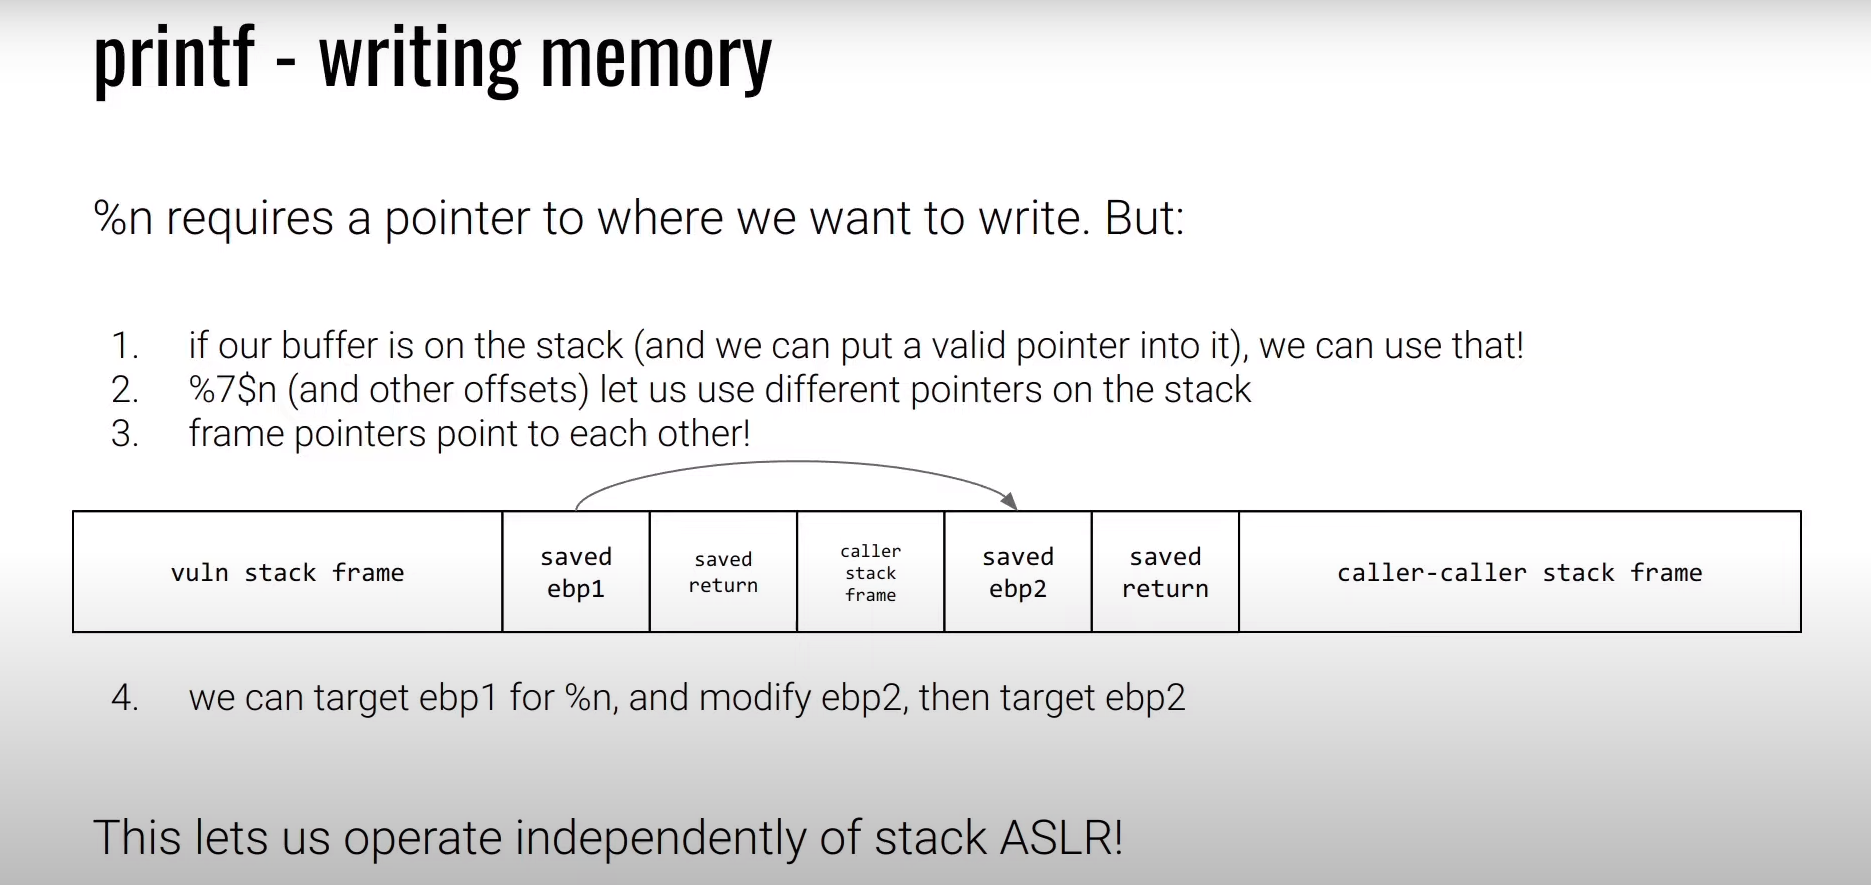 printf - writing memory
%n requires a pointer to where we want to write. But:
1. if our buffer is on the stack (and we can put a valid pointer into it), we can use that!
2. %7$n (and other offsets) let us use different pointers on the stack
3. frame pointers point to each other!
vuln stack frame
saved
ebp1
saved
return
caller
stack
frame
saved
ebp2
saved
return
caller-caller stack frame
4. we can target ebp1 for %n, and modify ebp2, then target ebp2
This lets us operate independently of stack ASLR!